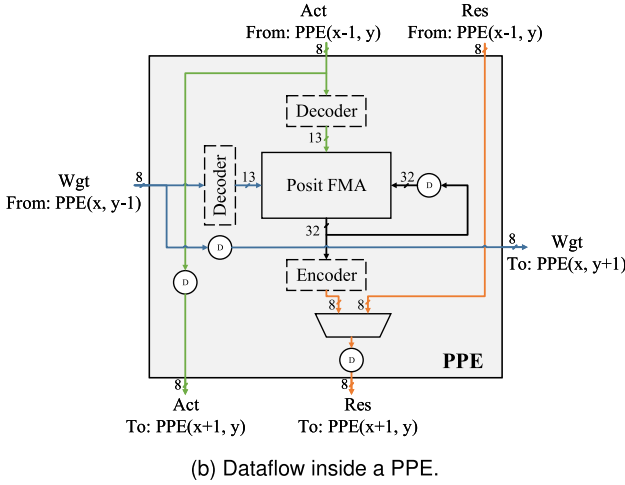 Act
From: PPE(x-1, y)
Res
From: PPE(x-1, y)
8
8
Decoder
13
Wgt
From: PPE(x, y-1)
8
Decoder
13
Posit FMA
32
D
32
D
8
Wgt
To: PPE(x, y+1)
Encoder
D
8
8
D
PPE
8
8
Act
To: PPE(x+1, y)
Res
To: PPE(x+1, y)
(b) Dataflow inside a PPE.